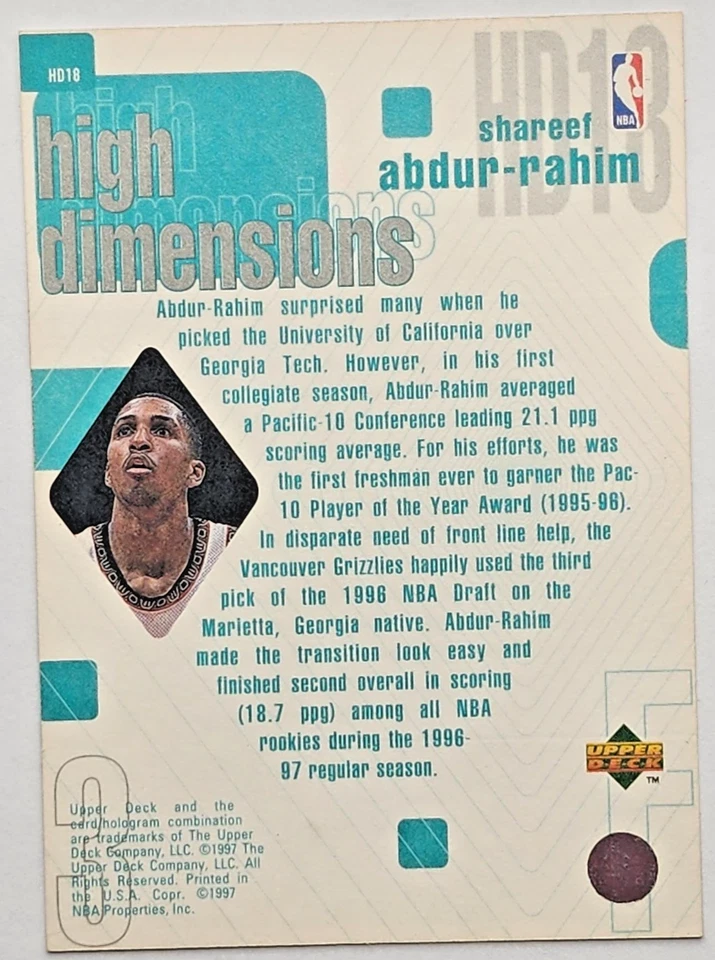 HD18
HD18
NBA
shareef
abdur-rahim
high
high
dimensions
dimensions
Abdur-Rahim surprised many when he
picked the University of California over
Georgia Tech. However, in his first
collegiate season, Abdur-Rahim averaged
a Pacific-10 Conference leading 21.1 ppg
scoring average. For his efforts, he was
the first freshman ever to garner the Pac-
10 Player of the Year Award (1995-96).
In disparate need of front line help, the
Vancouver Grizzlies happily used the third
pick of the 1996 NBA Draft on the
Marietta, Georgia native. Abdur-Rahim
made the transition look easy and
finished second overall in scoring
(18.7 ppg) among all NBA
rookies during the 1996-
97 regular season.
UPPER
D·E·C·K
TM
3
F
Upper Deck and the
card/hologram combination
are trademarks of The Upper
Deck Company, LLC. ©1997 The
Upper Deck Company, LLC. All
Rights Reserved. Printed in
the U.S.A. Copr. ©1997
NBA Properties, Inc.